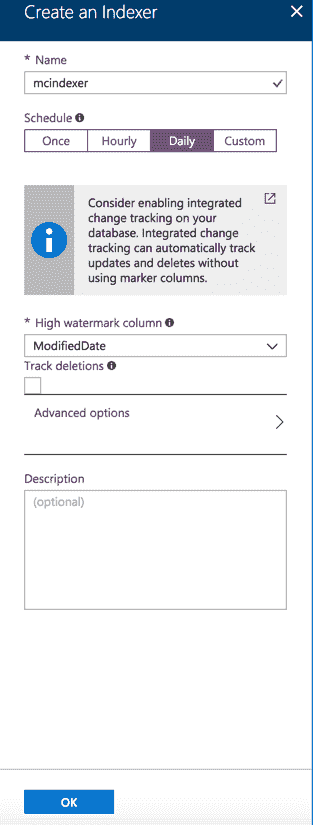 Create an Indexer
* Name
mcindexer
Schedule
Once Hourly Daily Custom
Consider enabling integrated
change tracking on your
database. Integrated change
tracking can automatically track
updates and deletes without
using marker columns.
* High watermark column
ModifiedDate
Track deletions
Advanced options
Description
(optional)
OK